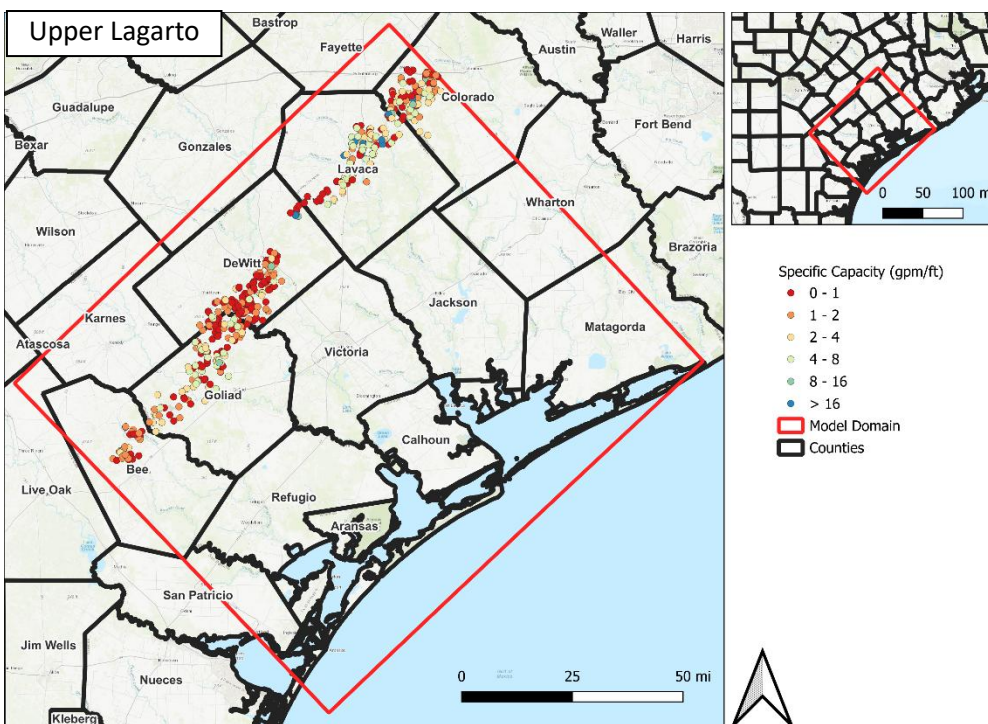 Upper Lagarto
Bastrop
Fayette
Austin
Waller
Harris
Guadalupe
Colorado
Bexar
Gonzales
Fort Bend
Lavaca
Wilson
Wharton
Brazoria
DeWitt
Karnes
Jackson
Matagorda
Atascosa
Victoria
Goliad
Calhoun
Bee
Live Oak
Refugio
Aransas
San Patricio
Jim Wells
Nueces
Kleberg
0 25 50 mi
0 50 100 mi
Specific Capacity (gpm/ft)
0 - 1
1 - 2
2 - 4
4 - 8
8 - 16
> 16
Model Domain
Counties